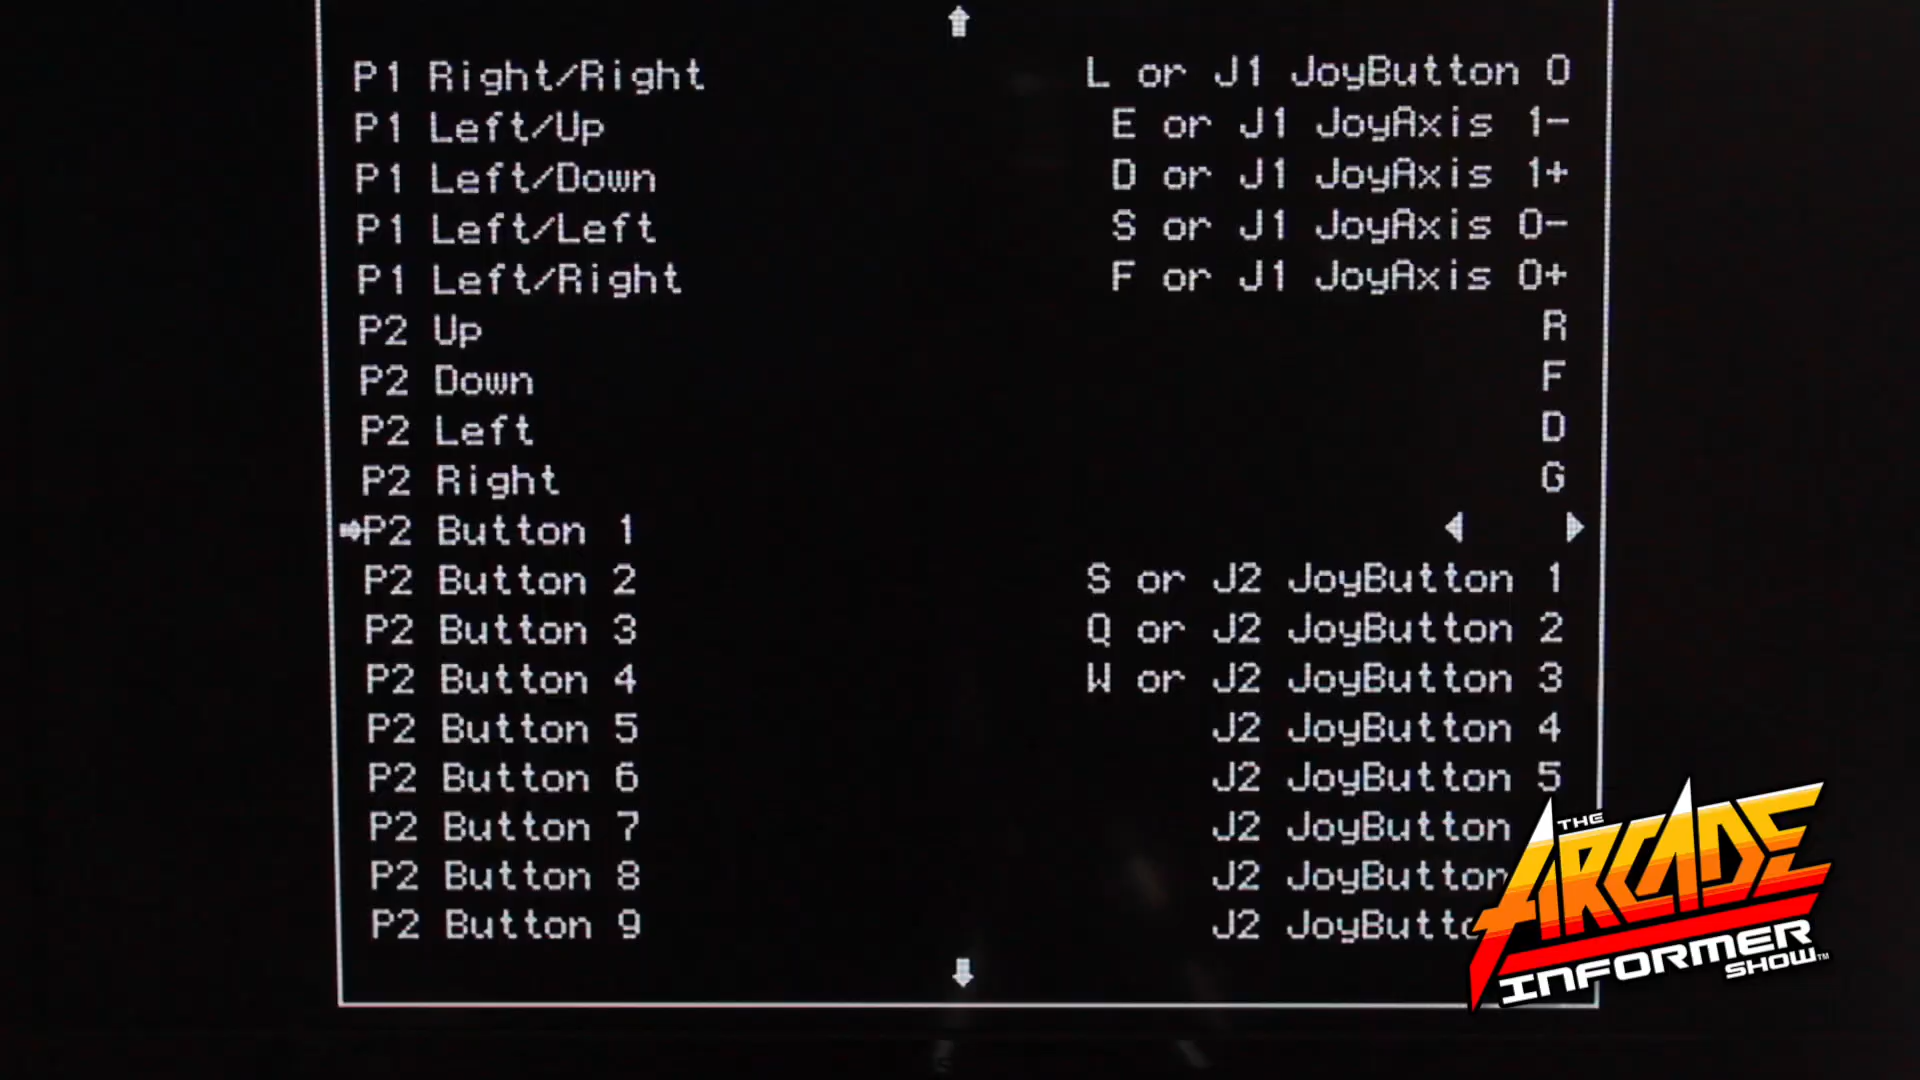 P1 Right/Right L or J1 JoyButton 0
P1 Left/Up E or J1 JoyAxis 1-
P1 Left/Down D or J1 JoyAxis 1+
P1 Left/Left S or J1 JoyAxis 0-
P1 Left/Right F or J1 JoyAxis 0+
P2 Up R
P2 Down F
P2 Left D
P2 Right G
P2 Button 1
P2 Button 2 S or J2 JoyButton 1
P2 Button 3 Q or J2 JoyButton 2
P2 Button 4 W or J2 JoyButton 3
P2 Button 5 J2 JoyButton 4
P2 Button 6 J2 JoyButton 5
P2 Button 7 J2 JoyButton
P2 Button 8 J2 JoyButton
P2 Button 9 J2
THE
ARCADE
INFORMER
SHOW™